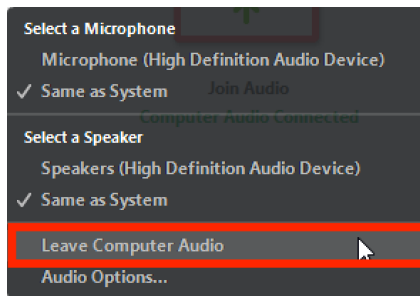 Select a Microphone
Microphone (High Definition Audio Device)
✓ Same as System
Join Audio
Computer Audio Connected
Select a Speaker
Speakers (High Definition Audio Device)
✓ Same as System
Leave Computer Audio
Audio Options...